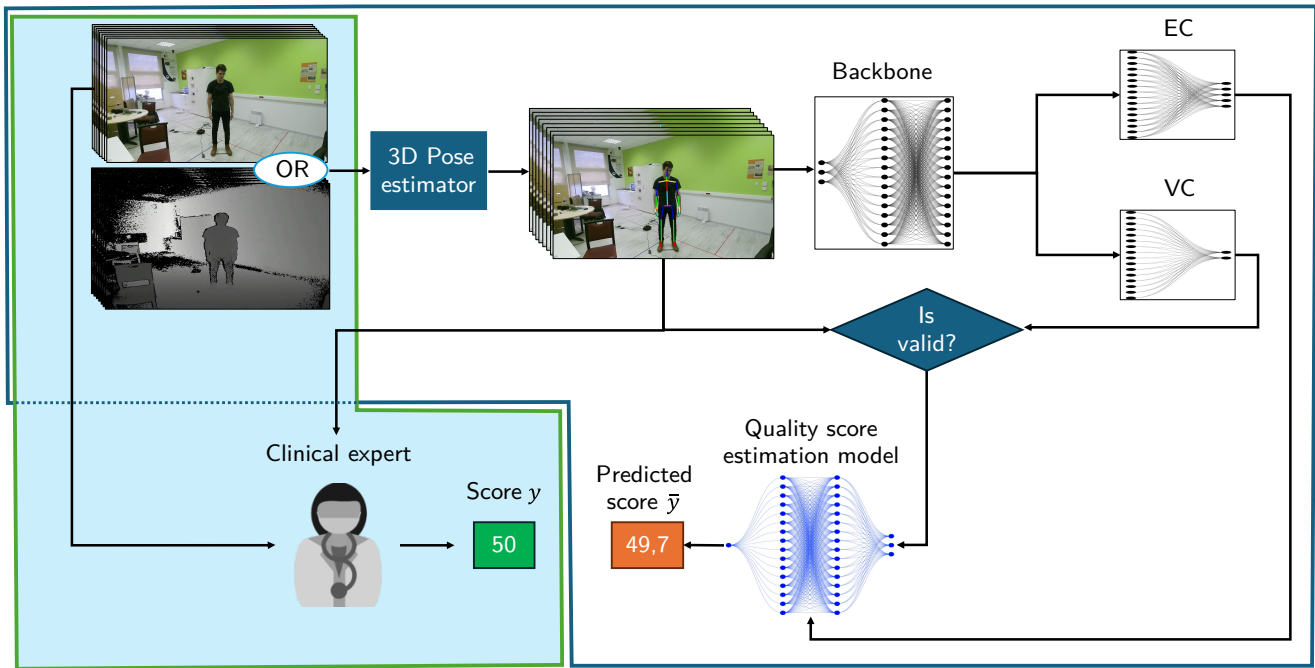 EC
Backbone
OR
3D Pose
estimator
VC
Is
valid?
Clinical expert
Quality score
estimation model
Predicted
score ȳ
Score y
50
49,7